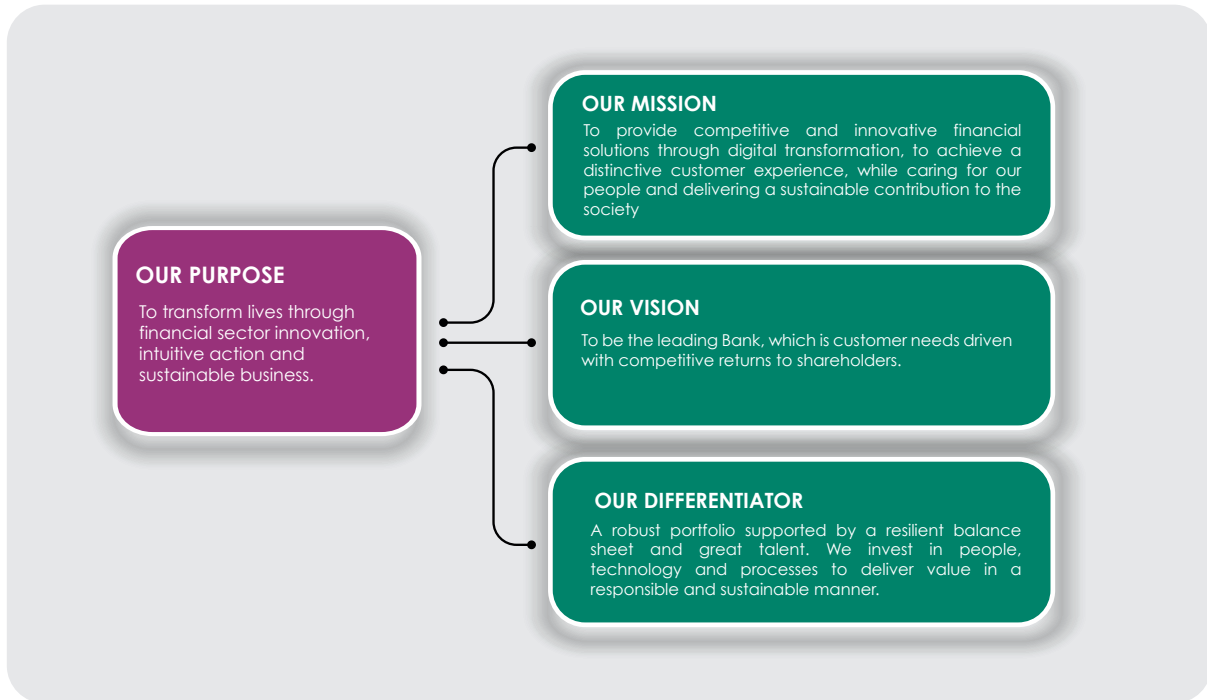 OUR PURPOSE
To transform lives through
financial sector innovation,
intuitive action and
sustainable business.
OUR MISSION
To provide competitive and innovative financial
solutions through digital transformation, to achieve a
distinctive customer experience, while caring for our
people and delivering a sustainable contribution to the
society
OUR VISION
To be the leading Bank, which is customer needs driven
with competitive returns to shareholders.
OUR DIFFERENTIATOR
A robust portfolio supported by a resilient balance
sheet and great talent. We invest in people,
technology and processes to deliver value in a
responsible and sustainable manner.